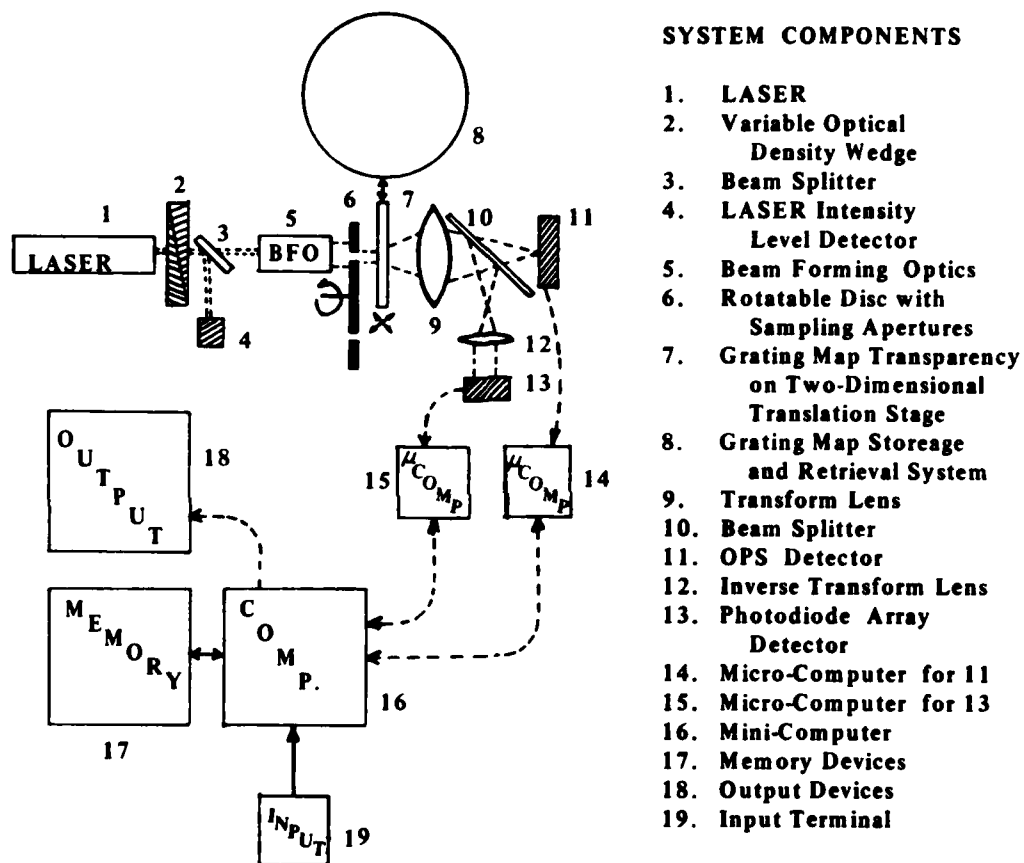 SYSTEM COMPONENTS
1. LASER
2. Variable Optical
Density Wedge
3. Beam Splitter
4. LASER Intensity
Level Detector
5. Beam Forming Optics
6. Rotatable Disc with
Sampling Apertures
7. Grating Map Transparency
on Two-Dimensional
Translation Stage
8. Grating Map Storeage
and Retrieval System
9. Transform Lens
10. Beam Splitter
11. OPS Detector
12. Inverse Transform Lens
13. Photodiode Array
Detector
14. Micro-Computer for 11
15. Micro-Computer for 13
16. Mini-Computer
17. Memory Devices
18. Output Devices
19. Input Terminal
8
1
2
3
5
6
7
10
11
LASER
BFO
4
9
12
13
OUTPUT
18
15
μCOMP
μCOMP
14
MEMORY
COMP.
16
17
INPUT
19